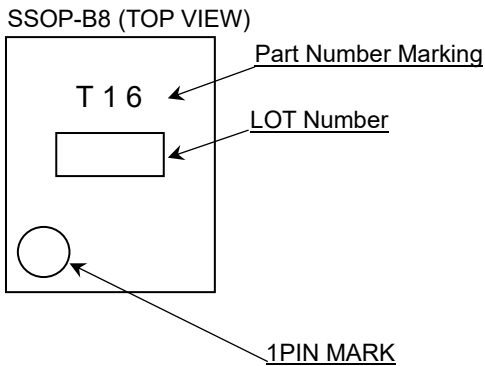 SSOP-B8 (TOP VIEW)
Part Number Marking
T 1 6
LOT Number
1PIN MARK